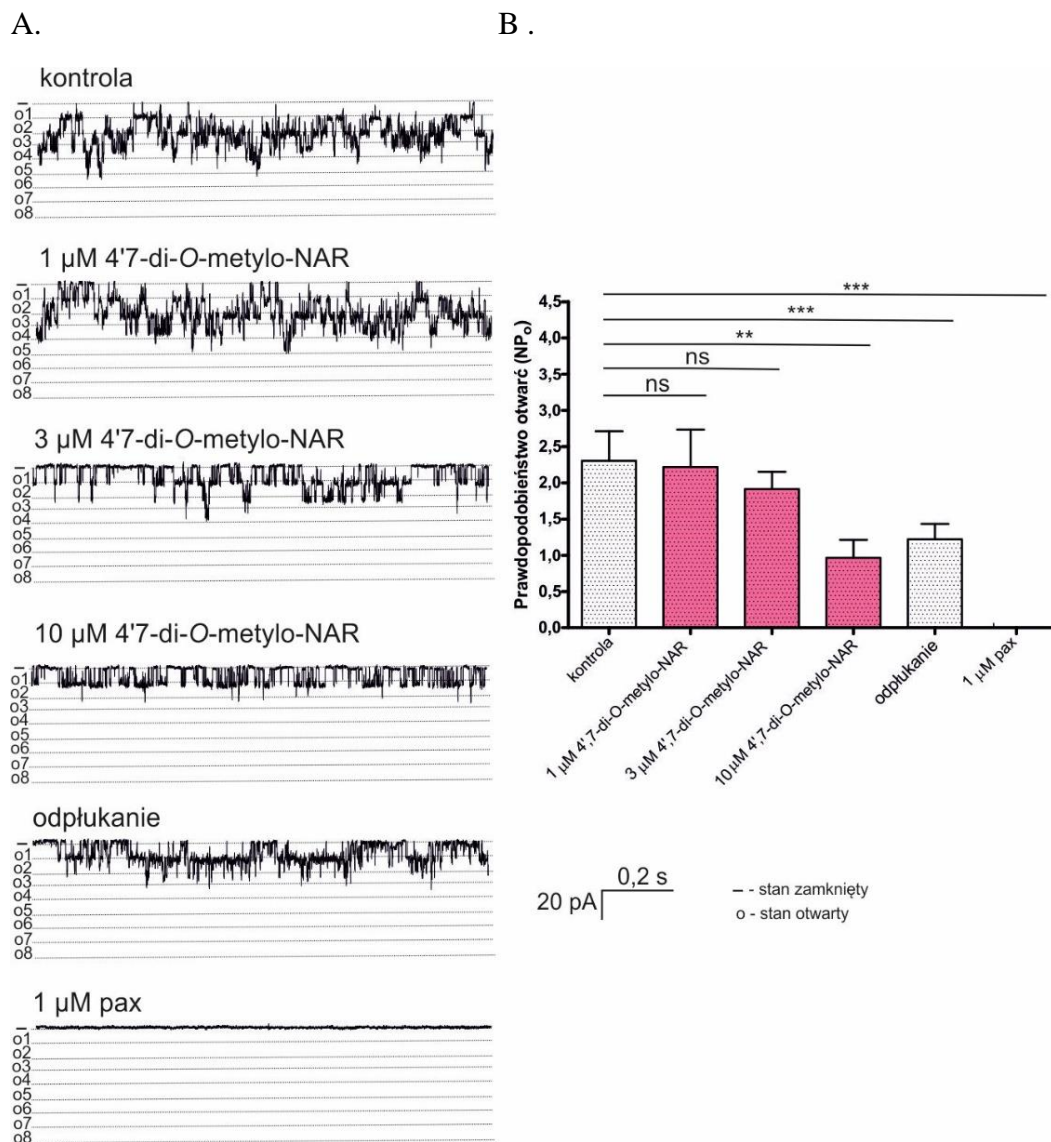 A.
B .
kontrola
–
o1
o2
o3
o4
o5
o6
o7
o8
1 µM 4'7-di-O-metylo-NAR
–
o1
o2
o3
o4
o5
o6
o7
o8
3 µM 4'7-di-O-metylo-NAR
–
o1
o2
o3
o4
o5
o6
o7
o8
10 µM 4'7-di-O-metylo-NAR
–
o1
o2
o3
o4
o5
o6
o7
o8
odpłukanie
–
o1
o2
o3
o4
o5
o6
o7
o8
1 µM pax
–
o1
o2
o3
o4
o5
o6
o7
o8
Prawdopodobieństwo otwarć (NPo)
4,5
4,0
3,5
3,0
2,5
2,0
1,5
1,0
0,5
0,0
***
***
**
ns
ns
kontrola
1 µM 4',7-di-O-metylo-NAR
3 µM 4',7-di-O-metylo-NAR
10 µM 4',7-di-O-metylo-NAR
odpłukanie
1 µM pax
0,2 s
20 pA
– - stan zamknięty
o - stan otwarty